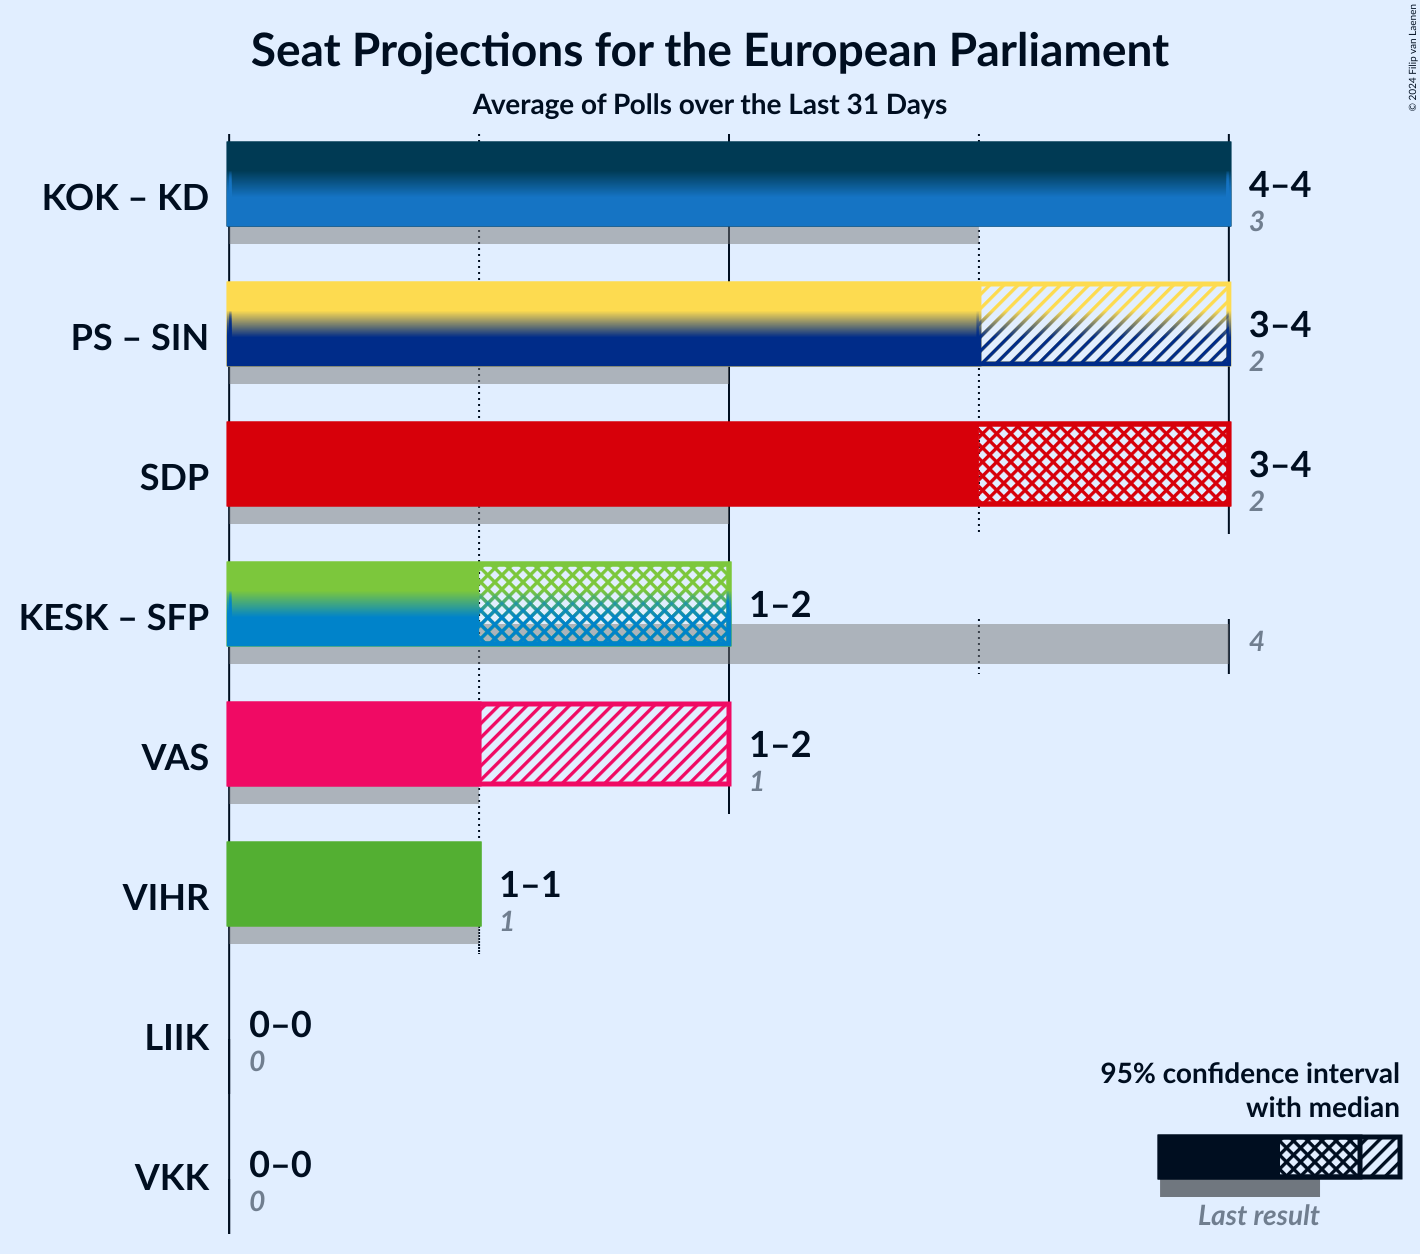 Seat Projections for the European Parliament
Average of Polls over the Last 31 Days
© 2024 Filip van Laenen
KOK – KD
4–4
3
PS – SIN
3–4
2
SDP
3–4
2
KESK – SFP
1–2
4
VAS
1–2
1
VIHR
1–1
1
LIIK
0–0
0
VKK
0–0
0
95% confidence interval
with median
Last result